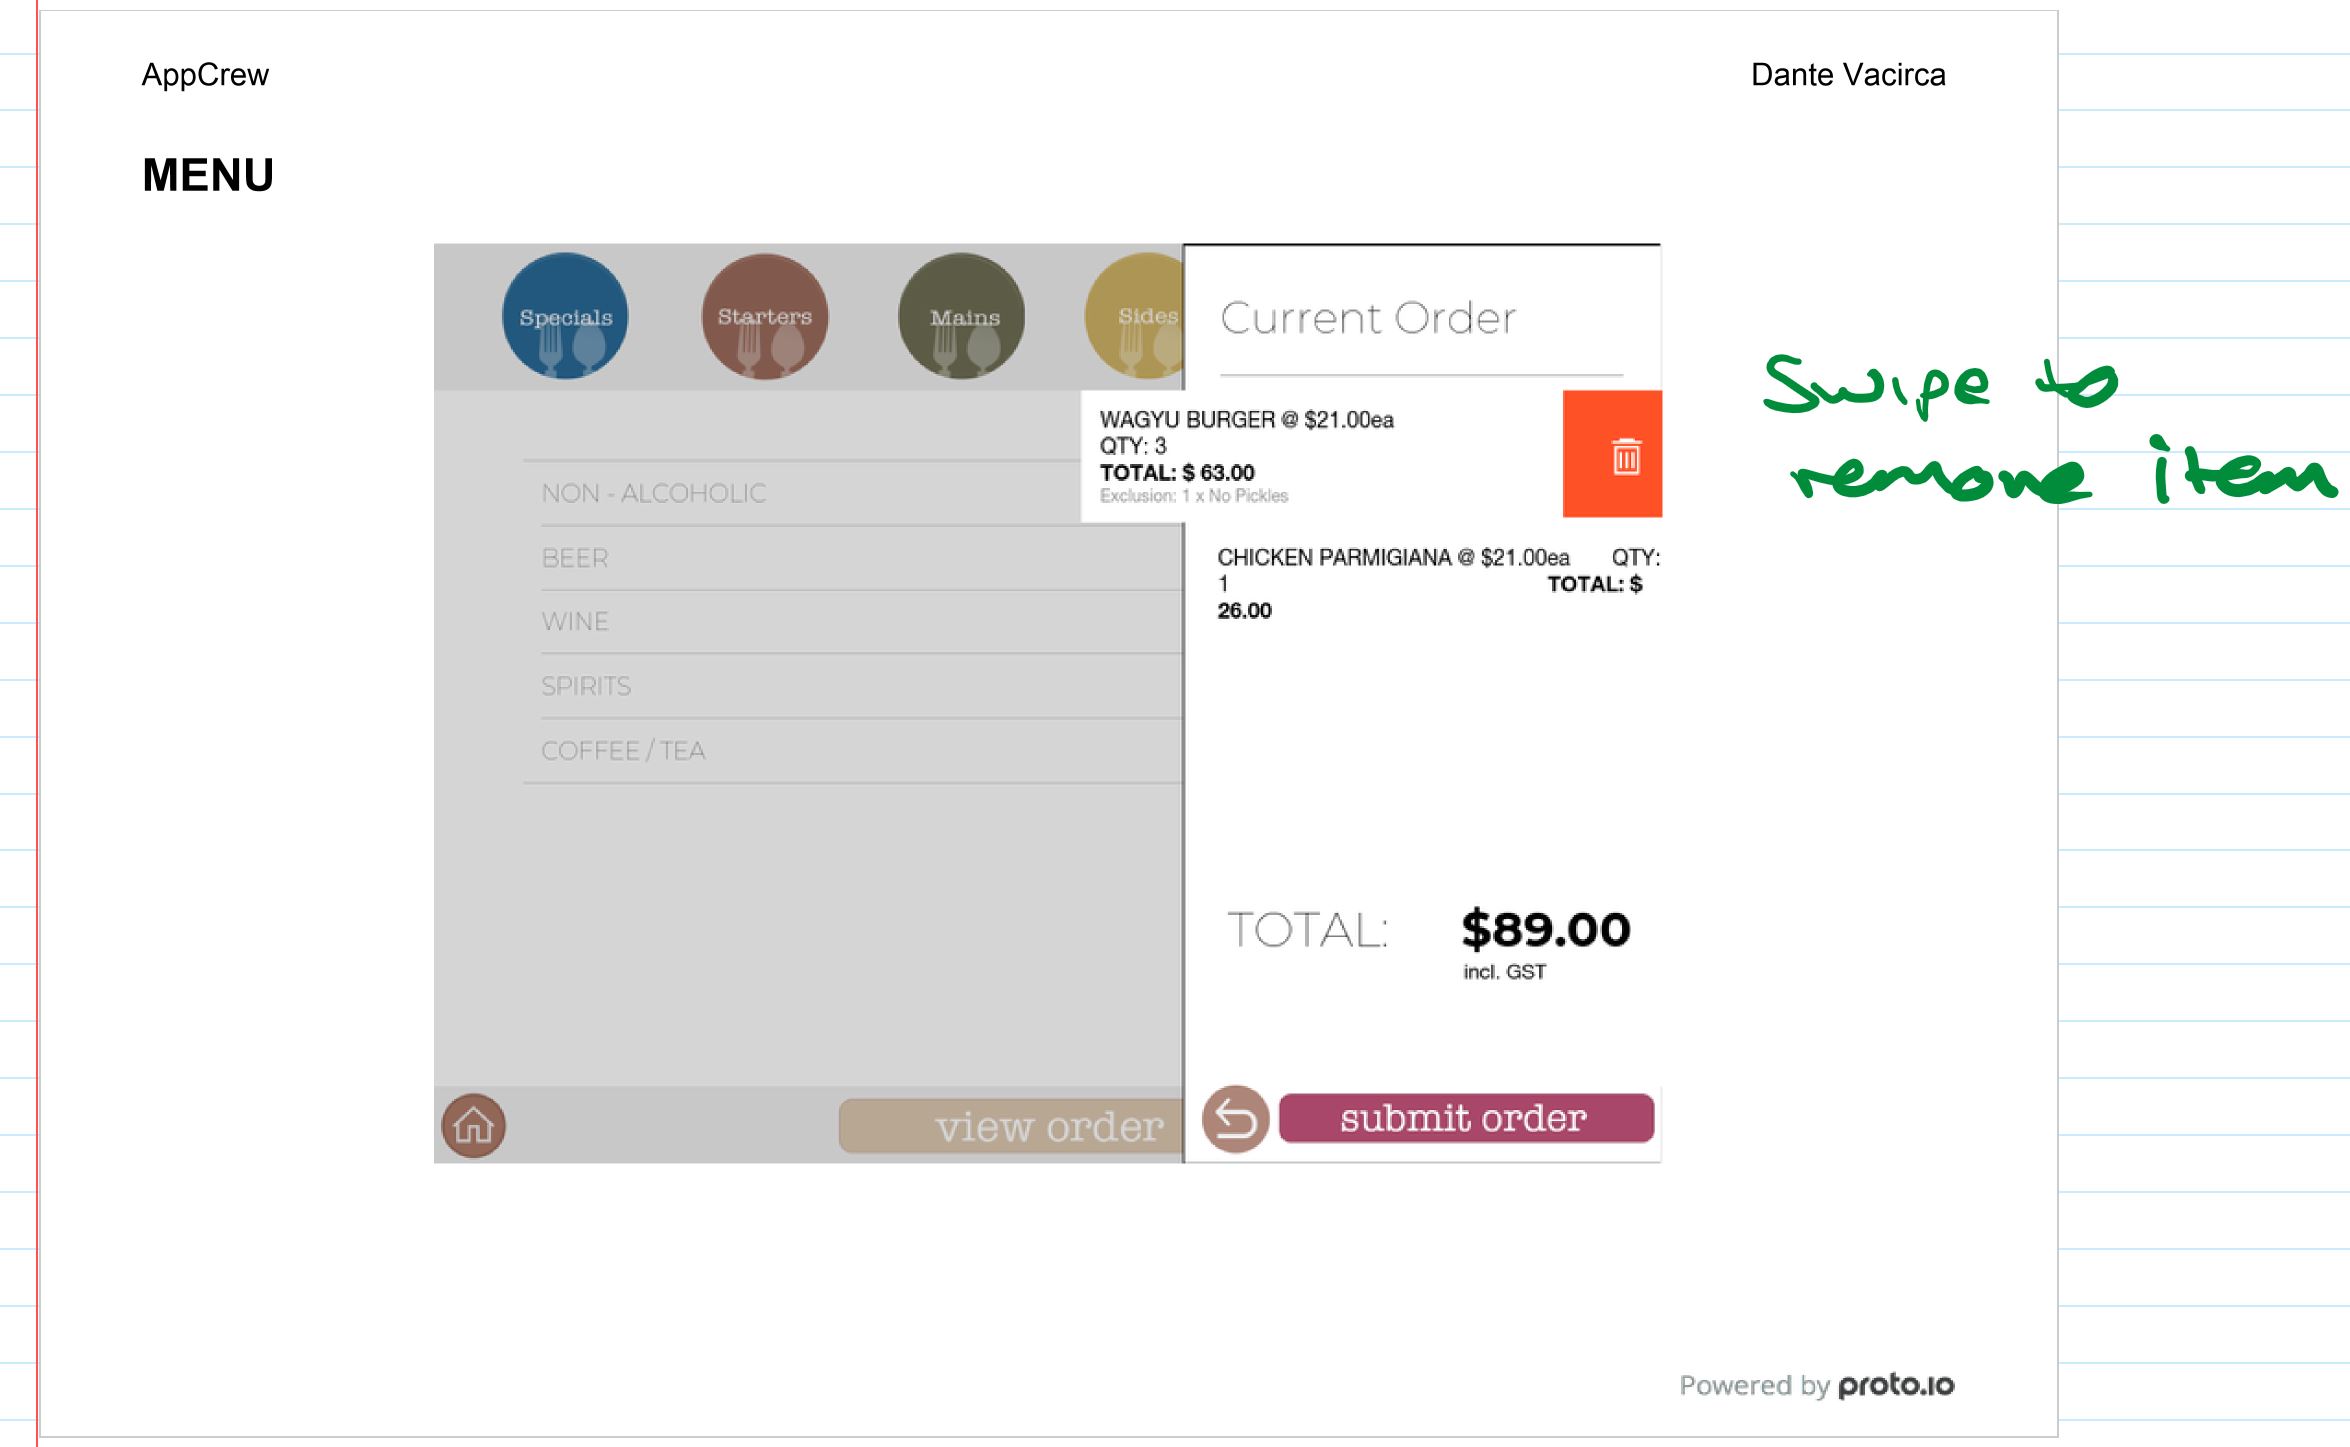 AppCrew
Dante Vacirca
MENU
Specials
Starters
Mains
Sides
Current Order
WAGYU BURGER @ $21.00ea
QTY: 3
TOTAL: $ 63.00
Exclusion: 1 x No Pickles
Swipe to
remove item
NON - ALCOHOLIC
BEER
WINE
SPIRITS
COFFEE / TEA
CHICKEN PARMIGIANA @ $21.00ea QTY:
1 TOTAL: $
26.00
TOTAL: $89.00
incl. GST
view order
submit order
Powered by proto.io